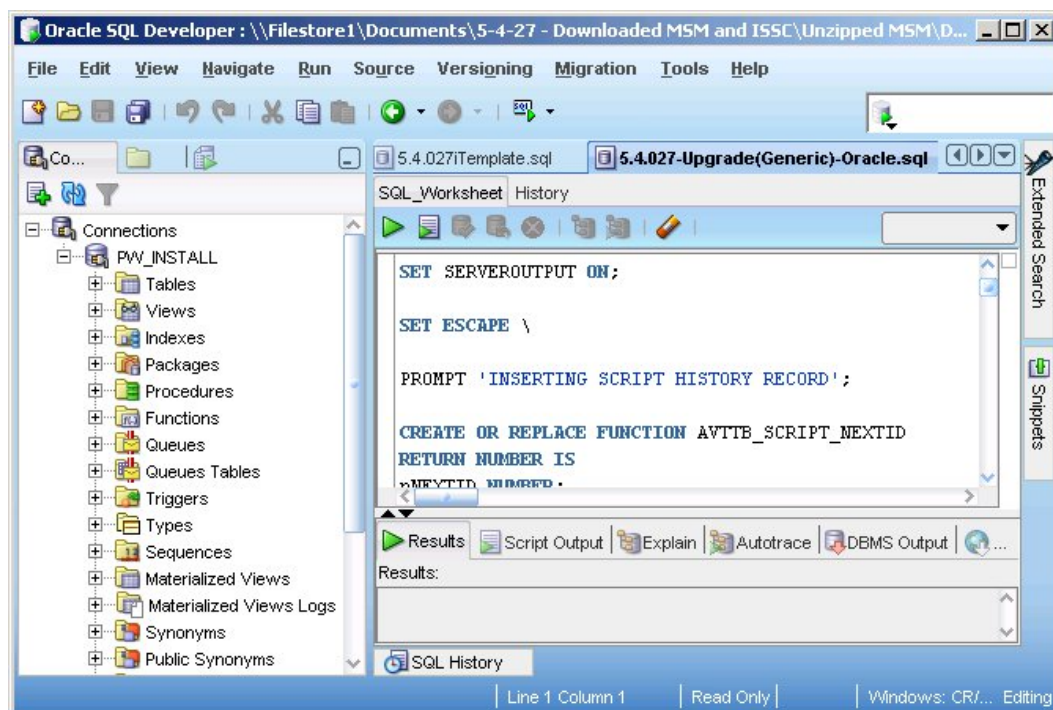 Oracle SQL Developer : \\Filestore1\Documents\5-4-27 - Downloaded MSM and ISSC\Unzipped MSM\D...
File Edit View Navigate Run Source Versioning Migration Tools Help
Co...
Connections
PW_INSTALL
Tables
Views
Indexes
Packages
Procedures
Functions
Queues
Queues Tables
Triggers
Types
Sequences
Materialized Views
Materialized Views Logs
Synonyms
Public Synonyms
5.4.027iTemplate.sql
5.4.027-Upgrade(Generic)-Oracle.sql
SQL_Worksheet History
SET SERVEROUTPUT ON;
SET ESCAPE \
PROMPT 'INSERTING SCRIPT HISTORY RECORD';
CREATE OR REPLACE FUNCTION AVTTB_SCRIPT_NEXTID
RETURN NUMBER IS
nNEXTID NUMBER;
Results Script Output Explain Autotrace DBMS Output ...
Results:
SQL History
Extended Search
Snippets
Line 1 Column 1 Read Only Windows: CR/... Editing